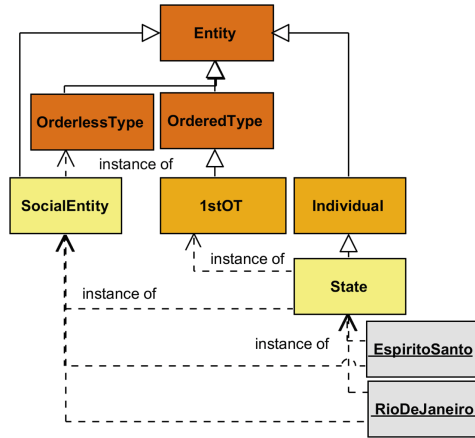 Entity
OrderlessType
OrderedType
instance of
SocialEntity
1stOT
Individual
instance of
State
instance of
instance of
EspiritoSanto
RioDeJaneiro